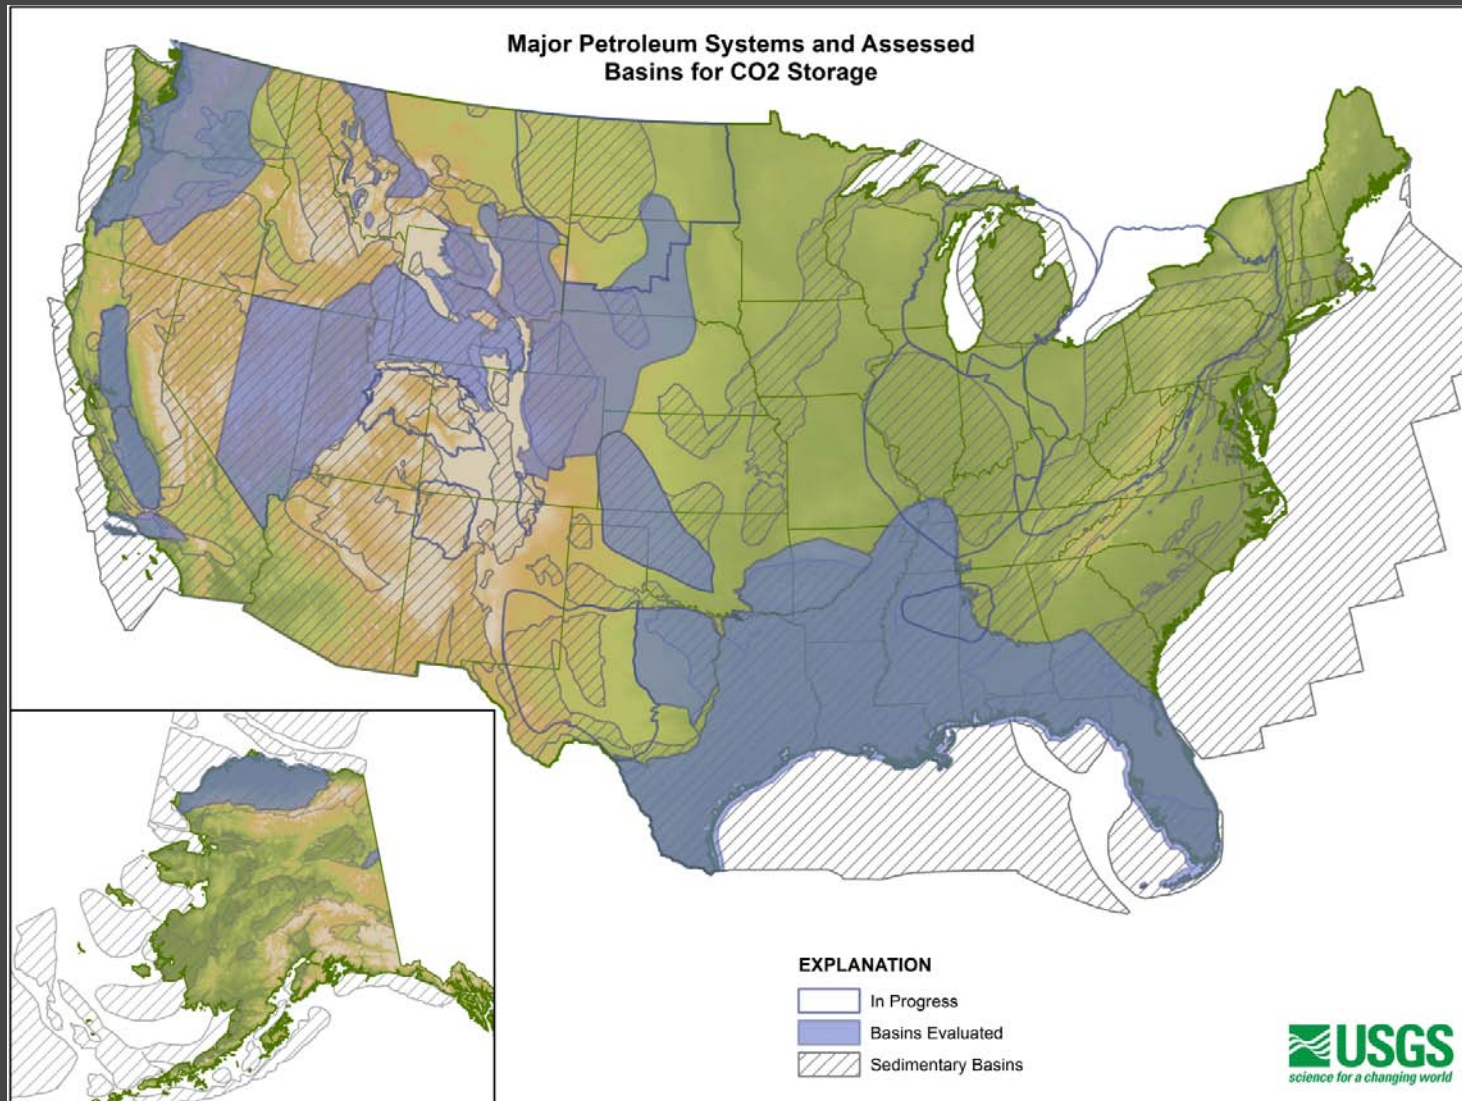 Major Petroleum Systems and Assessed
Basins for CO2 Storage
EXPLANATION
In Progress
Basins Evaluated
Sedimentary Basins
USGS
science for a changing world